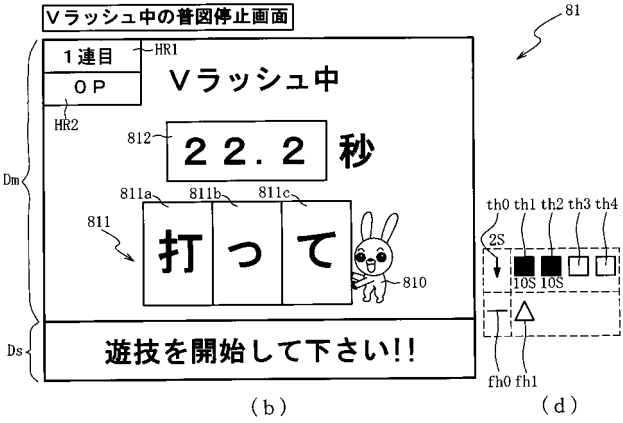 Vラッシュ中の普図停止画面
81
1連目
HR1
0P
HR2
Vラッシュ中
812
22.2秒
Dm
811a 811b 811c
811
打って
810
th0 th1 th2 th3 th4
2S
10S 10S
Ds
遊技を開始して下さい!!
fh0 fh1
(b)
(d)